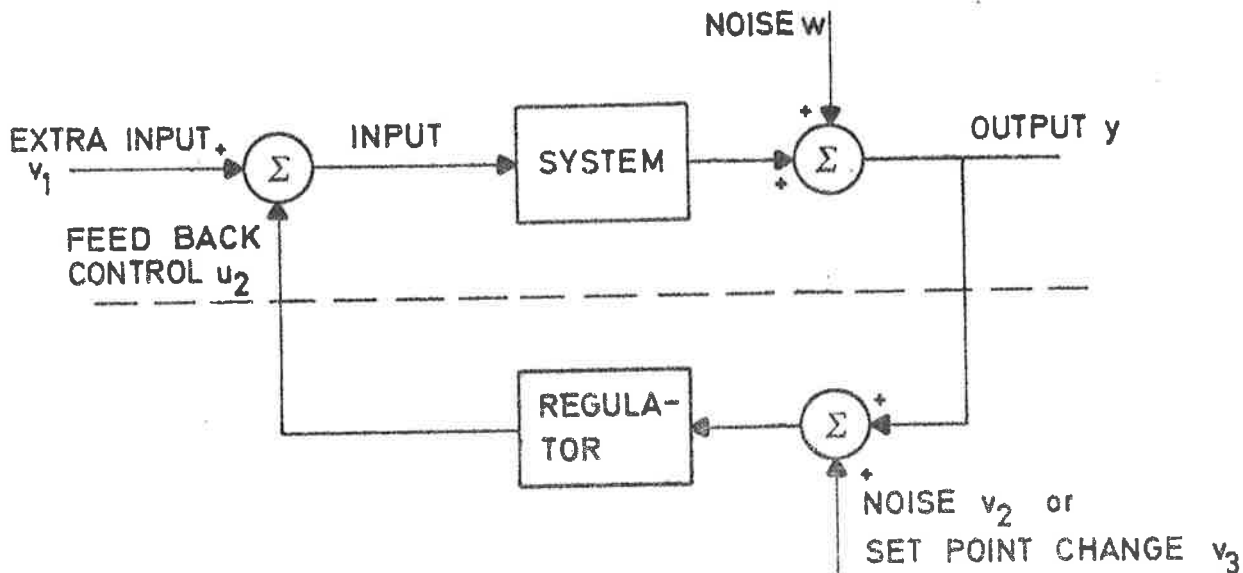 NOISE w
EXTRA INPUT
v₁
INPUT
SYSTEM
Σ
Σ
OUTPUT y
+
+
+
FEED BACK
CONTROL u₂
REGULA-
TOR
Σ
+
+
NOISE v₂ or
SET POINT CHANGE v₃